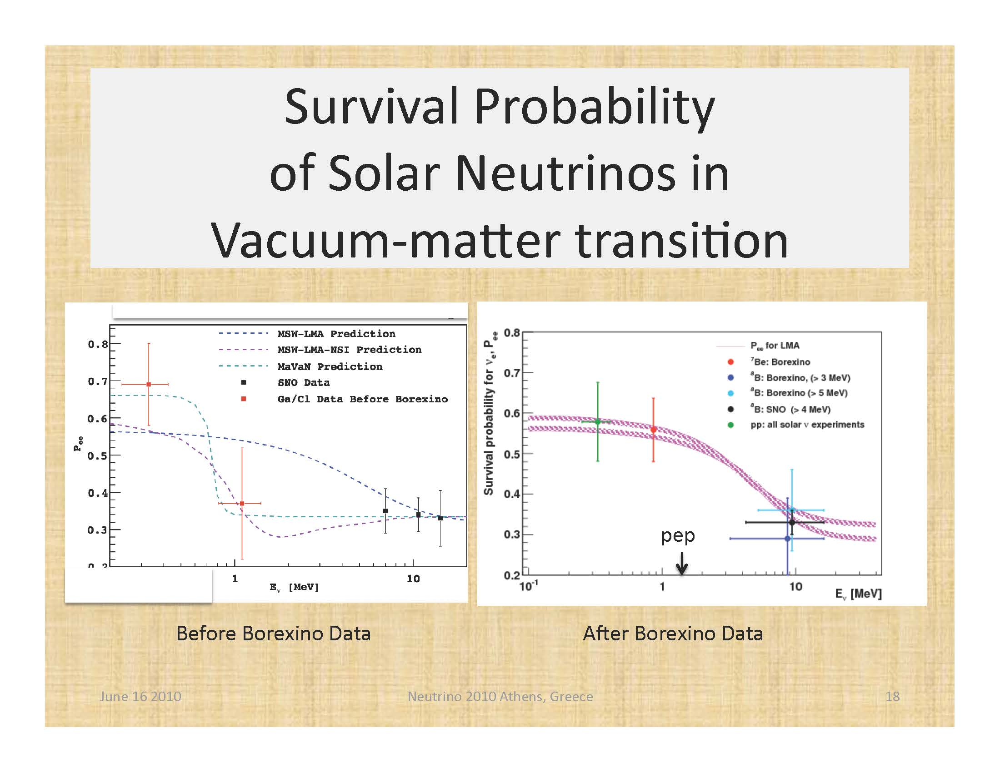 Survival Probability
of Solar Neutrinos in
Vacuum-matter transition
MSW-LMA Prediction
MSW-LMA-NSI Prediction
MaVaN Prediction
SNO Data
Ga/Cl Data Before Borexino
0.8
0.7
0.6
0.5
0.4
0.3
0.2
Pee
1
10
Eν [MeV]
Survival probability for νe, Pee
0.8
0.7
0.6
0.5
0.4
0.3
0.2
Pee for LMA
7Be: Borexino
8B: Borexino, (> 3 MeV)
8B: Borexino (> 5 MeV)
8B: SNO (> 4 MeV)
pp: all solar ν experiments
pep
10-1
1
10
Eν [MeV]
Before Borexino Data
After Borexino Data
June 16 2010
Neutrino 2010 Athens, Greece
18